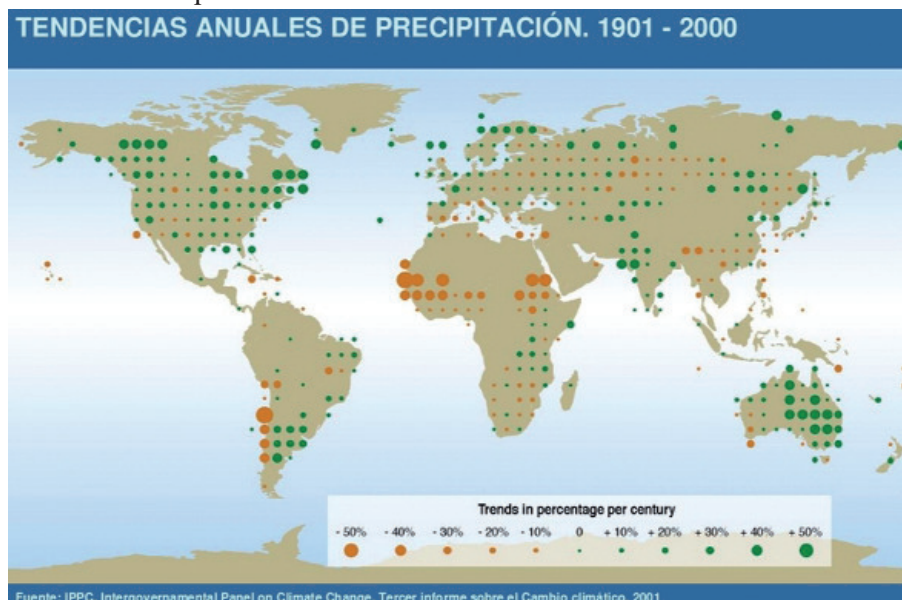 TENDENCIAS ANUALES DE PRECIPITACIÓN. 1901 - 2000
Trends in percentage per century
- 50% - 40% - 30% - 20% - 10% 0 + 10% + 20% + 30% + 40% + 50%
Fuente: IPPC. Intergovernamental Panel on Climate Change. Tercer informe sobre el Cambio climático. 2001